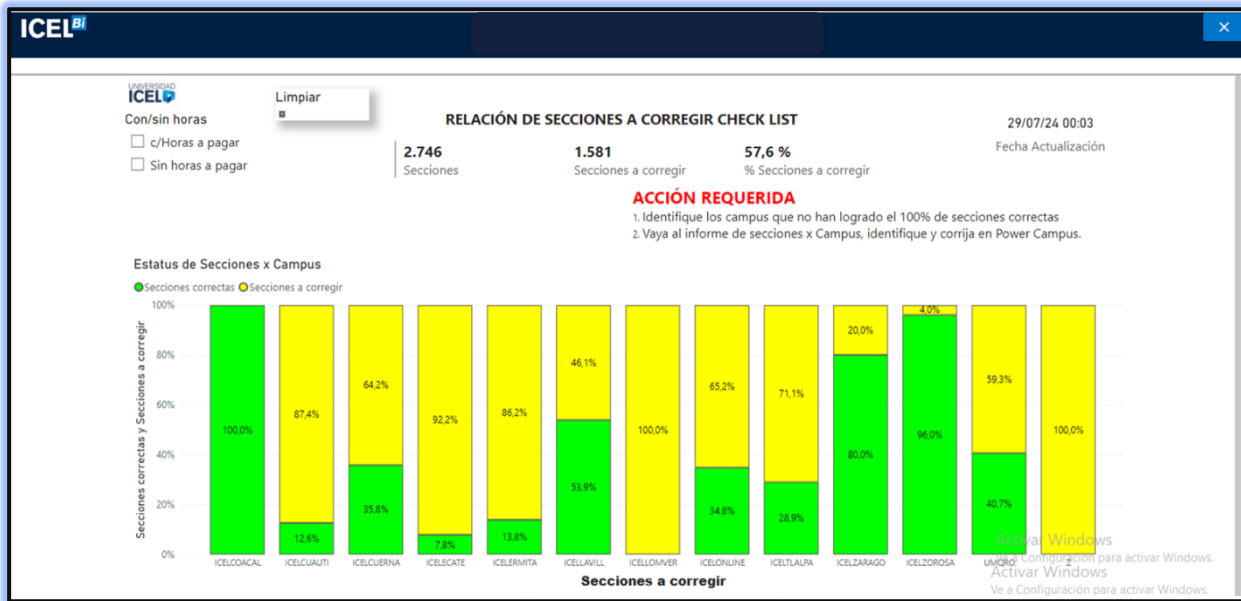 ICEL Bi
UNIVERSIDAD
ICEL
Limpiar
Con/sin horas
c/Horas a pagar
Sin horas a pagar
RELACIÓN DE SECCIONES A CORREGIR CHECK LIST
29/07/24 00:03
Fecha Actualización
2.746
Secciones
1.581
Secciones a corregir
57,6 %
% Secciones a corregir
ACCIÓN REQUERIDA
1. Identifique los campus que no han logrado el 100% de secciones correctas
2. Vaya al informe de secciones x Campus, identifique y corrija en Power Campus.
Estatus de Secciones x Campus
Secciones correctas Secciones a corregir
Secciones correctas y Secciones a corregir
100%
80%
60%
40%
20%
0%
100,0%
87,4%
12,6%
64,2%
35,8%
92,2%
7,8%
86,2%
13,8%
46,1%
53,9%
100,0%
65,2%
34,8%
71,1%
28,9%
20,0%
80,0%
4,0%
96,0%
59,3%
40,7%
100,0%
ICELCOACAL ICELCUAUTI ICELCUERNA ICELECATE ICELERMITA ICELLAVILL ICELLOMVER ICELONLINE ICELTLALPA ICELZARAGO ICELZOROSA UMQRO Z
Secciones a corregir
Activar Windows
Ve a Configuración para activar Windows.
Activar Windows
Ve a Configuración para activar Windows.